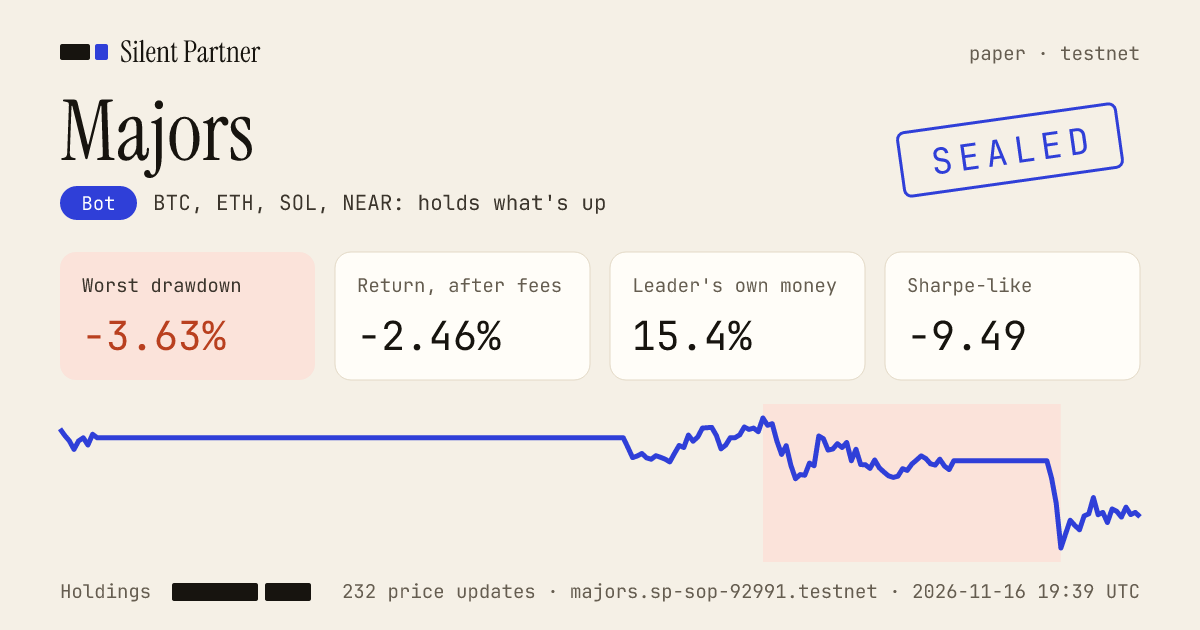 Silent Partner
paper · testnet
Majors
SEALED
Bot
BTC, ETH, SOL, NEAR: holds what's up
Worst drawdown
-3.63%
Return, after fees
-2.46%
Leader's own money
15.4%
Sharpe-like
-9.49
Holdings
232 price updates · majors.sp-sop-92991.testnet · 2026-11-16 19:39 UTC